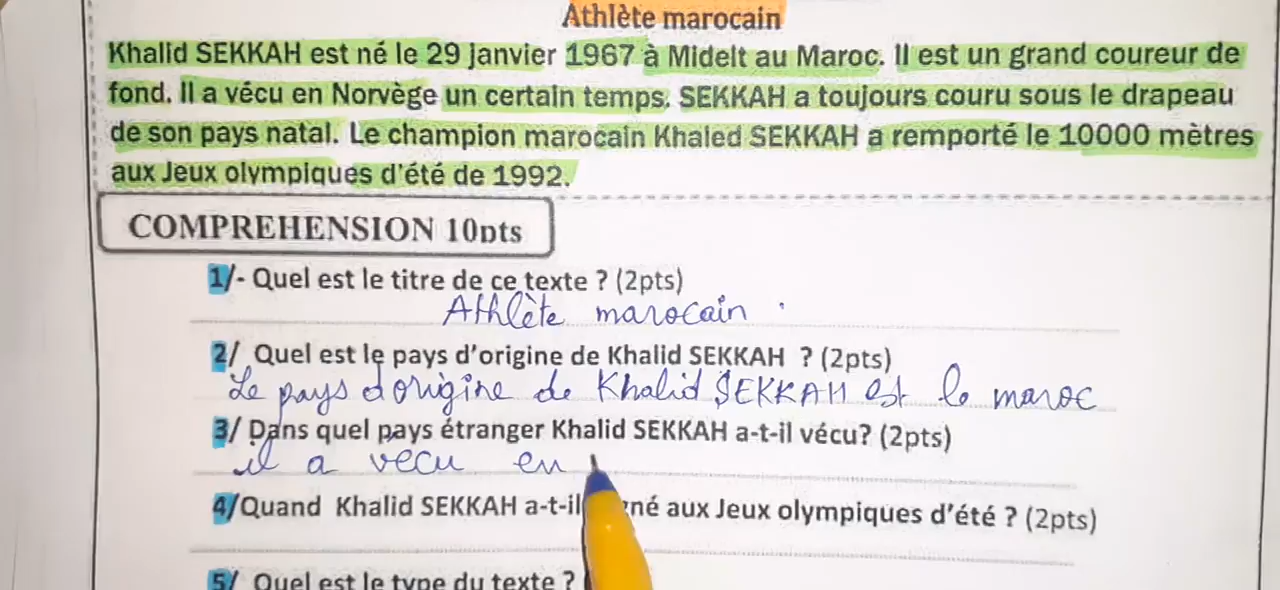 Athlète marocain
Khalid SEKKAH est né le 29 janvier 1967 à Midelt au Maroc. Il est un grand coureur de
fond. Il a vécu en Norvège un certain temps. SEKKAH a toujours couru sous le drapeau
de son pays natal. Le champion marocain Khaled SEKKAH a remporté le 10000 mètres
aux Jeux olympiques d'été de 1992.
COMPREHENSION 10pts
1/- Quel est le titre de ce texte ? (2pts)
Athlète marocain.
2/ Quel est le pays d'origine de Khalid SEKKAH ? (2pts)
Le pays d'origine de Khalid SEKKAH est le maroc
3/ Dans quel pays étranger Khalid SEKKAH a-t-il vécu? (2pts)
il a vecu en
4/Quand Khalid SEKKAH a-t-il né aux Jeux olympiques d'été ? (2pts)
5/ Quel est le type du texte ?